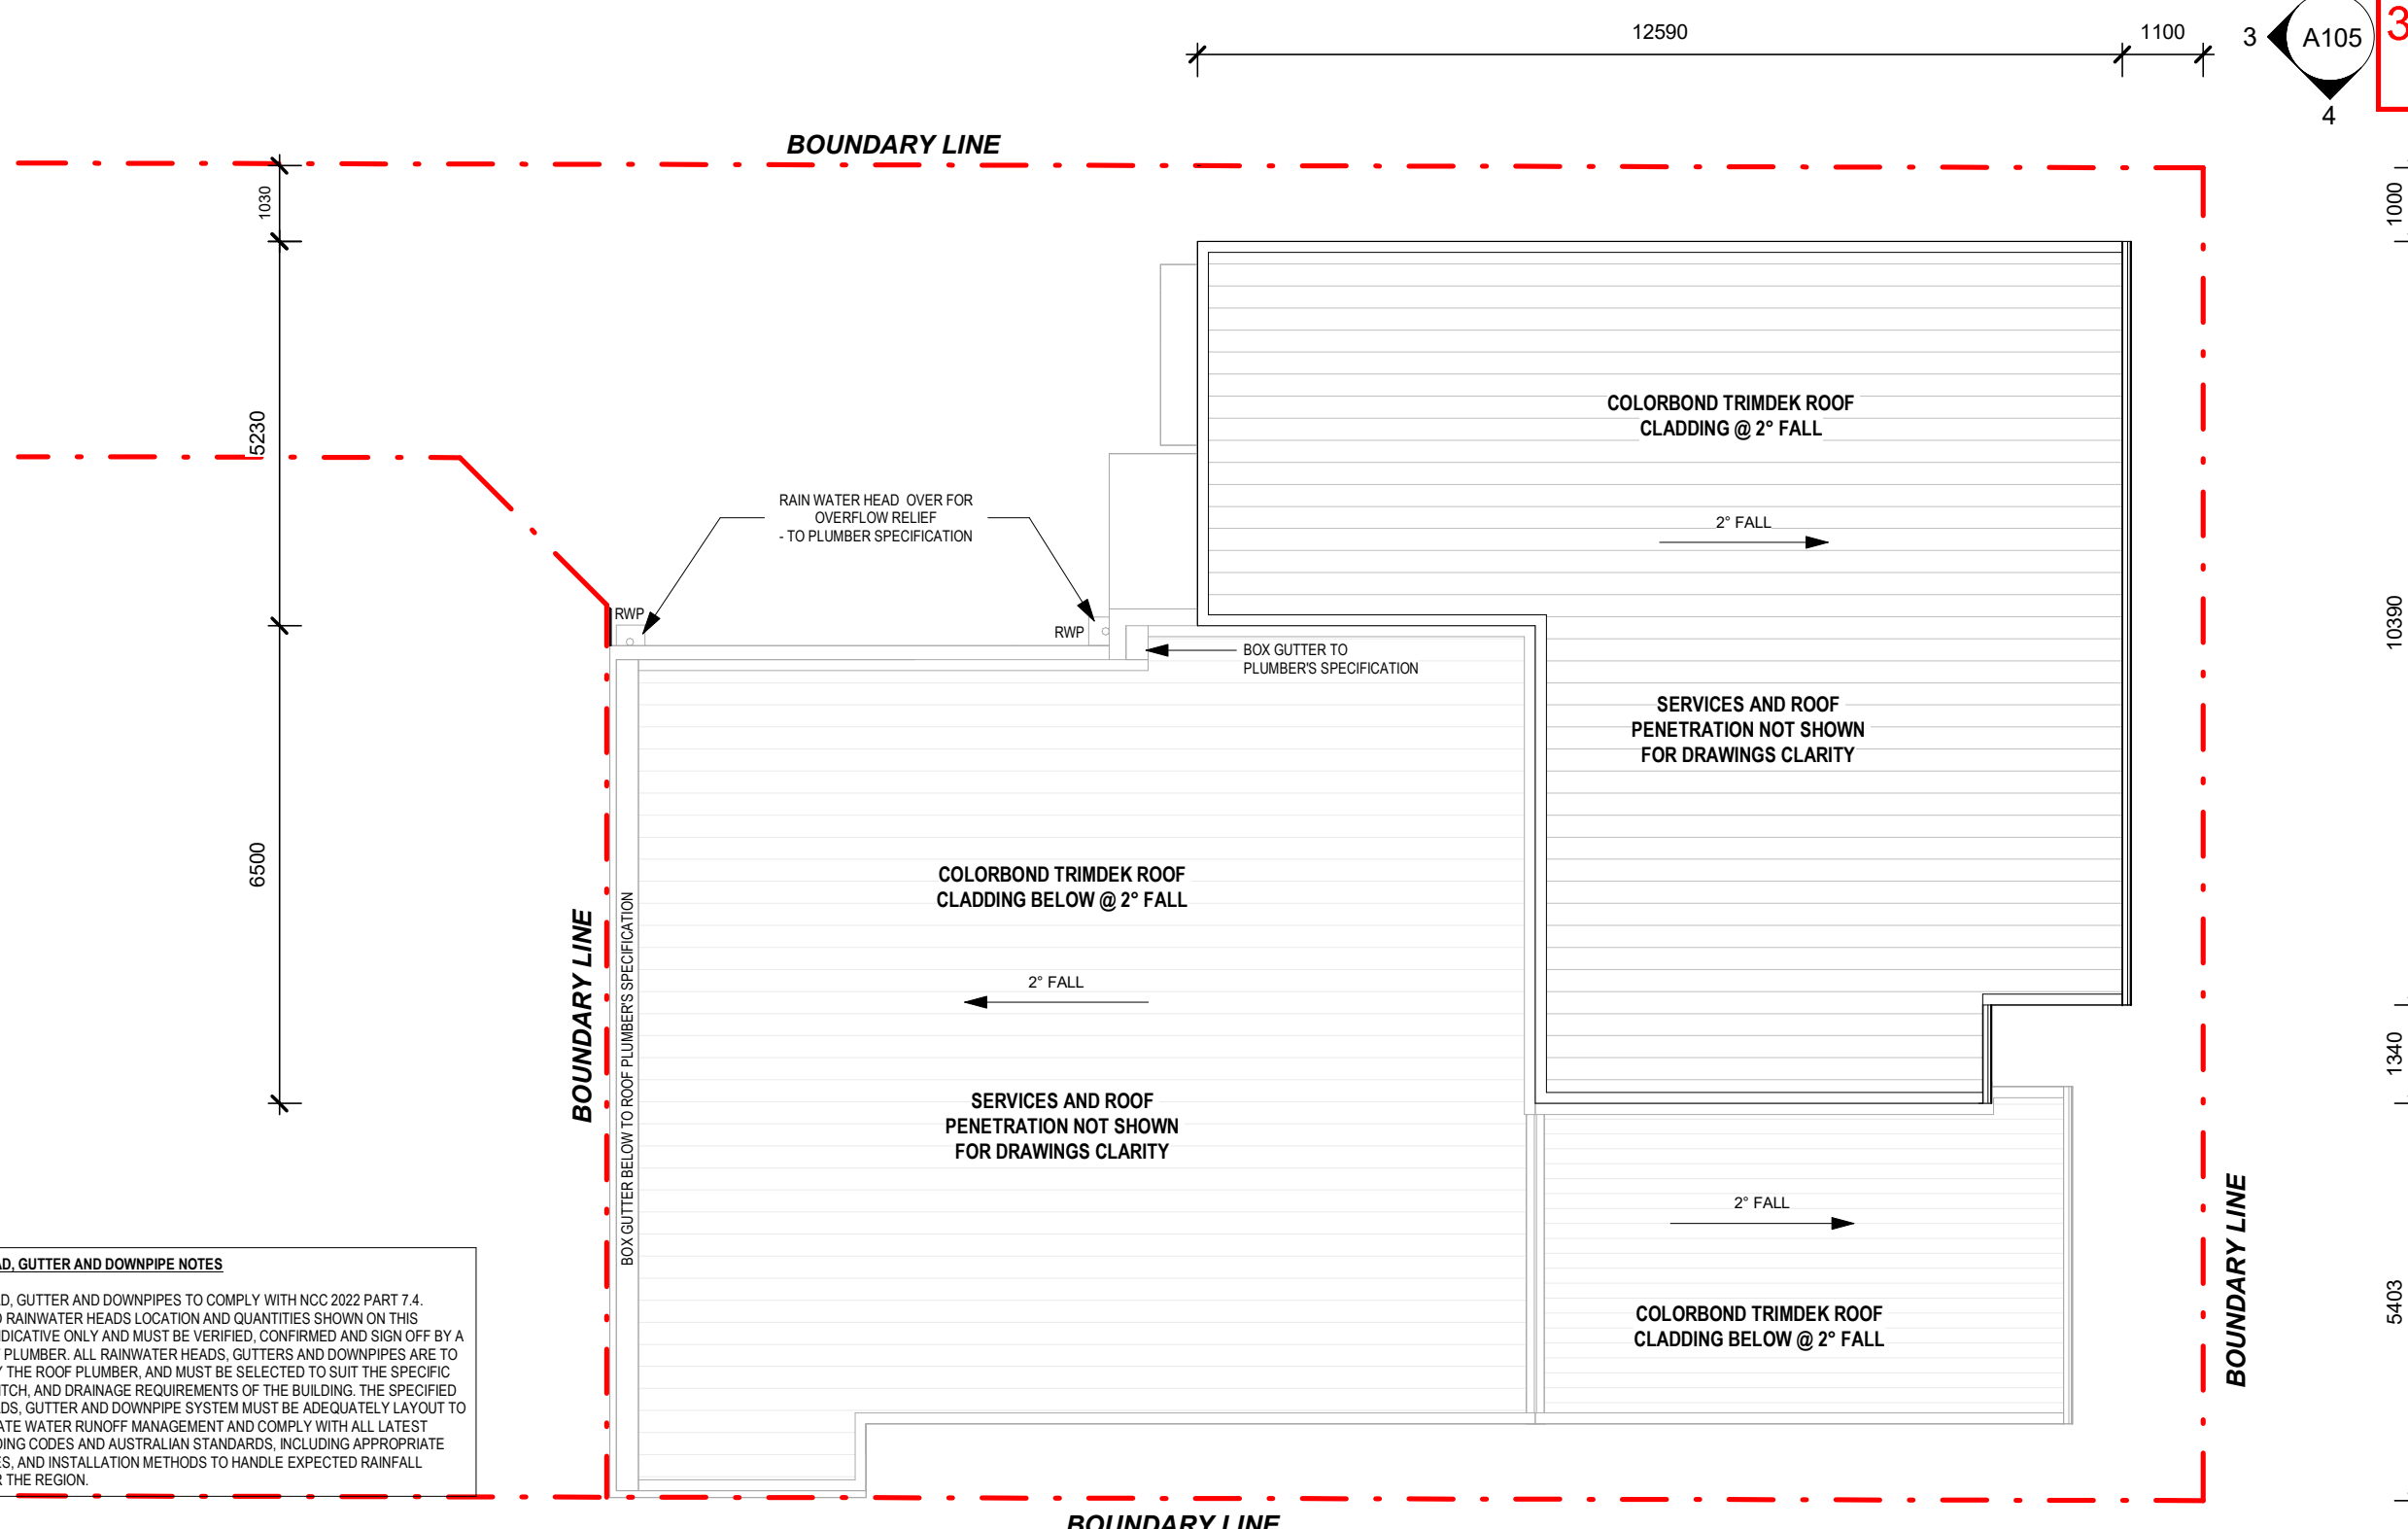 12590
1100
3
A105
3
4
BOUNDARY LINE
1030
1000
5230
COLORBOND TRIMDEK ROOF
CLADDING @ 2° FALL
RAIN WATER HEAD OVER FOR
OVERFLOW RELIEF
- TO PLUMBER SPECIFICATION
2° FALL
RWP
RWP
BOX GUTTER TO
PLUMBER'S SPECIFICATION
10390
SERVICES AND ROOF
PENETRATION NOT SHOWN
FOR DRAWINGS CLARITY
6500
COLORBOND TRIMDEK ROOF
CLADDING BELOW @ 2° FALL
BOUNDARY LINE
BOX GUTTER BELOW TO ROOF PLUMBER'S SPECIFICATION
2° FALL
1340
SERVICES AND ROOF
PENETRATION NOT SHOWN
FOR DRAWINGS CLARITY
2° FALL
BOUNDARY LINE
COLORBOND TRIMDEK ROOF
CLADDING BELOW @ 2° FALL
5403
GUTTER AND DOWNPIPE NOTES
GUTTER AND DOWNPIPES TO COMPLY WITH NCC 2022 PART 7.4.
RAINWATER HEADS LOCATION AND QUANTITIES SHOWN ON THIS
ONLY AND MUST BE VERIFIED, CONFIRMED AND SIGN OFF BY A
PLUMBER. ALL RAINWATER HEADS, GUTTERS AND DOWNPIPES ARE TO
THE ROOF PLUMBER, AND MUST BE SELECTED TO SUIT THE SPECIFIC
AND DRAINAGE REQUIREMENTS OF THE BUILDING. THE SPECIFIED
GUTTER AND DOWNPIPE SYSTEM MUST BE ADEQUATELY LAYOUT TO
WATER RUNOFF MANAGEMENT AND COMPLY WITH ALL LATEST
CODES AND AUSTRALIAN STANDARDS, INCLUDING APPROPRIATE
AND INSTALLATION METHODS TO HANDLE EXPECTED RAINFALL
THE REGION.
BOUNDARY LINE